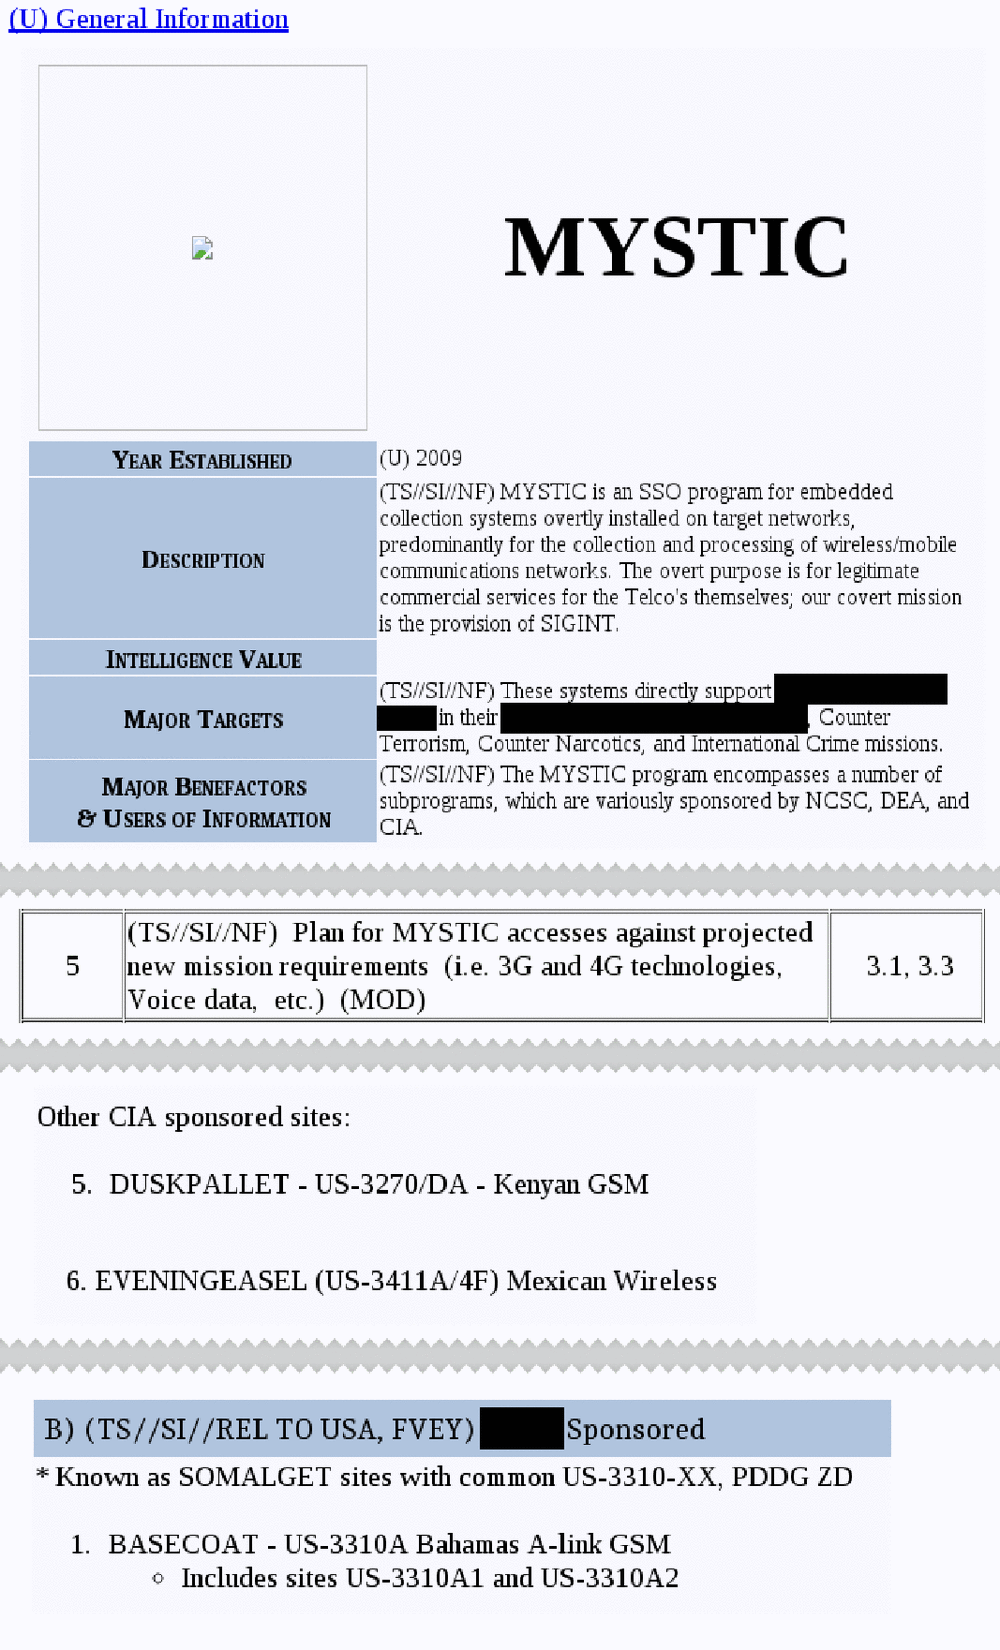 (U) General Information
MYSTIC
YEAR ESTABLISHED
(U) 2009
DESCRIPTION
(TS//SI//NF) MYSTIC is an SSO program for embedded
collection systems overtly installed on target networks,
predominantly for the collection and processing of wireless/mobile
communications networks. The overt purpose is for legitimate
commercial services for the Telco's themselves; our covert mission
is the provision of SIGINT.
INTELLIGENCE VALUE
MAJOR TARGETS
(TS//SI//NF) These systems directly support
in their , Counter
Terrorism, Counter Narcotics, and International Crime missions.
MAJOR BENEFACTORS
& USERS OF INFORMATION
(TS//SI//NF) The MYSTIC program encompasses a number of
subprograms, which are variously sponsored by NCSC, DEA, and
CIA.
5
(TS//SI//NF) Plan for MYSTIC accesses against projected
new mission requirements (i.e. 3G and 4G technologies,
Voice data, etc.) (MOD)
3.1, 3.3
Other CIA sponsored sites:
5. DUSKPALLET - US-3270/DA - Kenyan GSM
6. EVENINGEASEL (US-3411A/4F) Mexican Wireless
B) (TS//SI//REL TO USA, FVEY) Sponsored
* Known as SOMALGET sites with common US-3310-XX, PDDG ZD
1. BASECOAT - US-3310A Bahamas A-link GSM
○ Includes sites US-3310A1 and US-3310A2